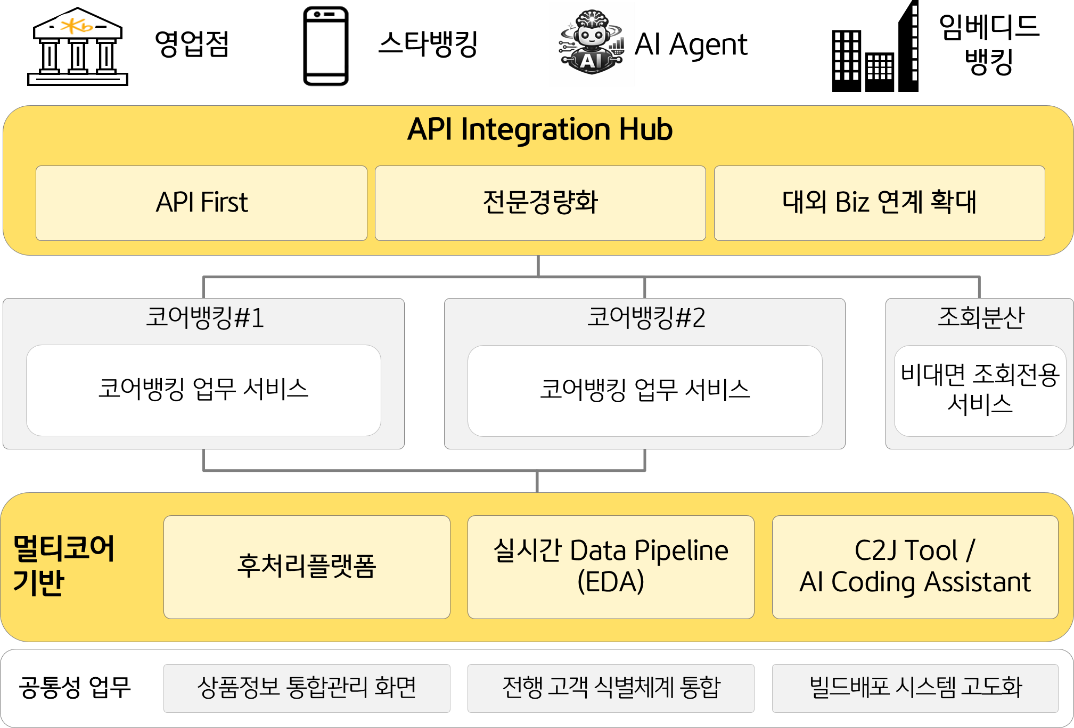 KB
영업점
스타뱅킹
AI
AI Agent
임베디드
뱅킹
API Integration Hub
API First
전문경량화
대외 Biz 연계 확대
코어뱅킹#1
코어뱅킹#2
조회분산
코어뱅킹 업무 서비스
코어뱅킹 업무 서비스
비대면 조회전용
서비스
멀티코어
기반
후처리플랫폼
실시간 Data Pipeline
(EDA)
C2J Tool /
AI Coding Assistant
공통성 업무
상품정보 통합관리 화면
전행 고객 식별체계 통합
빌드배포 시스템 고도화